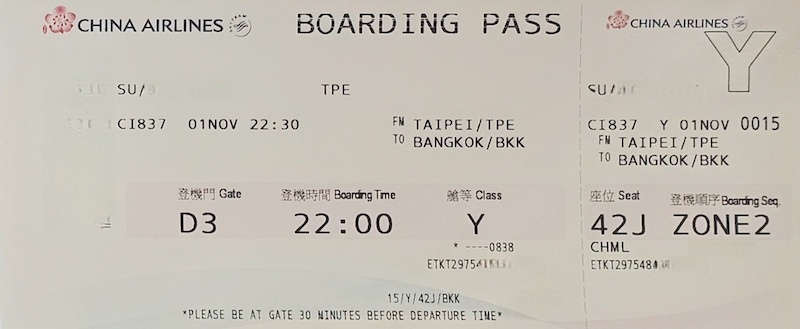 CHINA AIRLINES
BOARDING PASS
CHINA AIRLINES
Y
SU/
TPE
SU/
CI837 01NOV 22:30
FM TAIPEI/TPE
TO BANGKOK/BKK
CI837 Y 01NOV 0015
FM TAIPEI/TPE
TO BANGKOK/BKK
登機門 Gate
登機時間 Boarding Time
艙等 Class
座位 Seat
登機順序 Boarding Seq.
D3
22:00
Y
42J
ZONE2
* ----0838
CHML
ETKT29754
ETKT297548
15/Y/42J/BKK
*PLEASE BE AT GATE 30 MINUTES BEFORE DEPARTURE TIME*